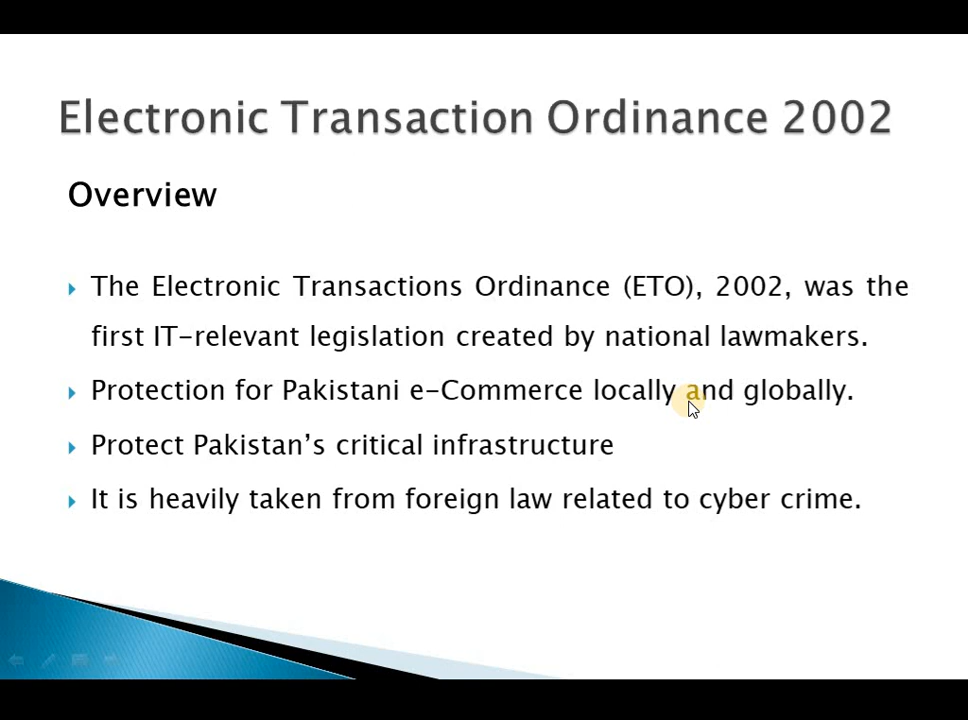 Electronic Transaction Ordinance 2002
Overview
The Electronic Transactions Ordinance (ETO), 2002, was the
first IT-relevant legislation created by national lawmakers.
Protection for Pakistani e-Commerce locally and globally.
Protect Pakistan's critical infrastructure
It is heavily taken from foreign law related to cyber crime.